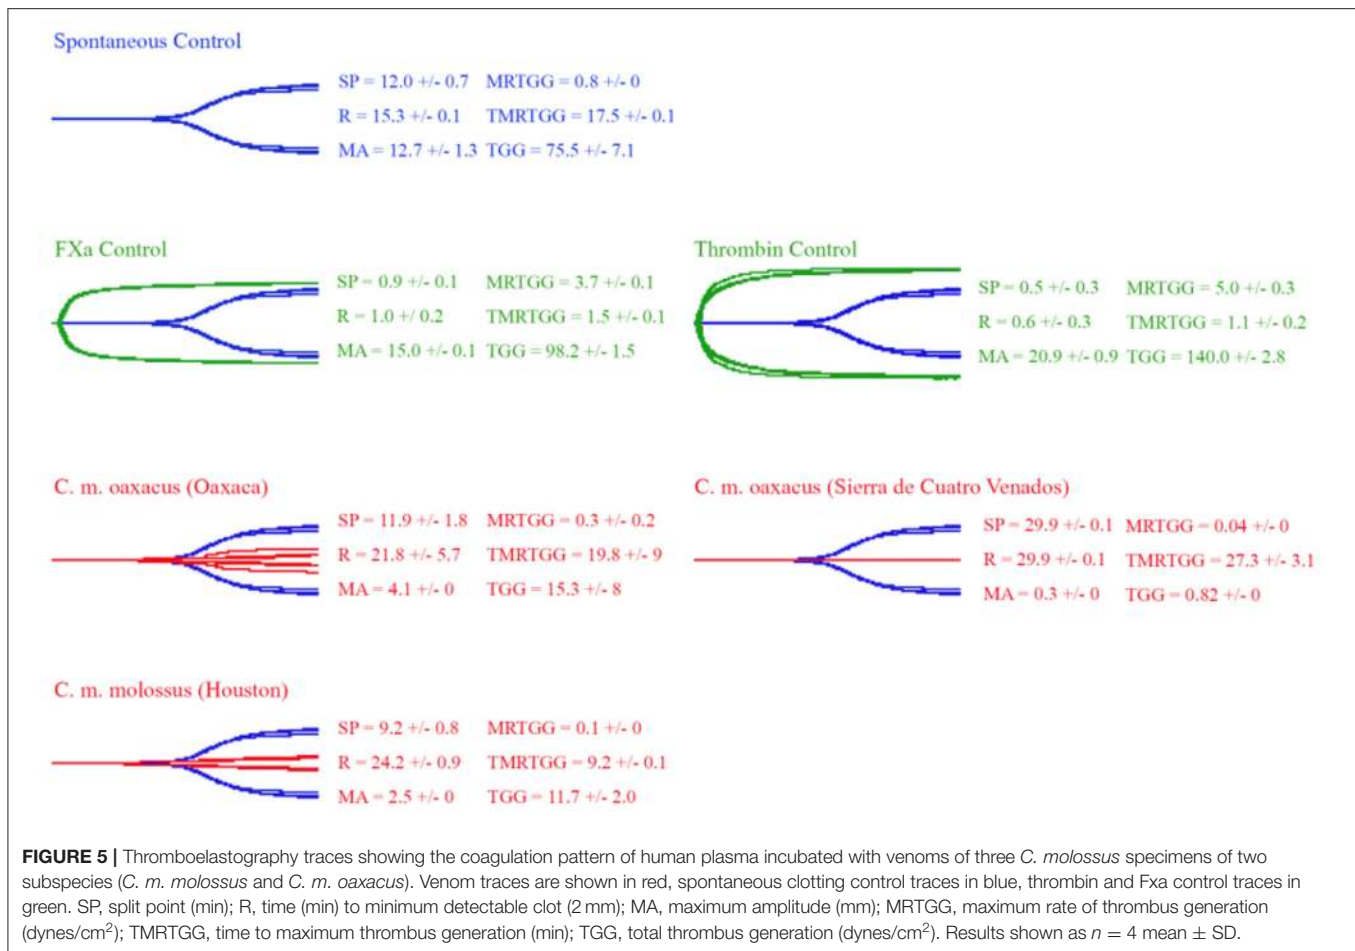 Spontaneous Control
SP = 12.0 +/- 0.7 MRTGG = 0.8 +/- 0
R = 15.3 +/- 0.1 TMRTGG = 17.5 +/- 0.1
MA = 12.7 +/- 1.3 TGG = 75.5 +/- 7.1
FXa Control
SP = 0.9 +/- 0.1 MRTGG = 3.7 +/- 0.1
R = 1.0 +/ 0.2 TMRTGG = 1.5 +/- 0.1
MA = 15.0 +/- 0.1 TGG = 98.2 +/- 1.5
Thrombin Control
SP = 0.5 +/- 0.3 MRTGG = 5.0 +/- 0.3
R = 0.6 +/- 0.3 TMRTGG = 1.1 +/- 0.2
MA = 20.9 +/- 0.9 TGG = 140.0 +/- 2.8
C. m. oaxacus (Oaxaca)
SP = 11.9 +/- 1.8 MRTGG = 0.3 +/- 0.2
R = 21.8 +/- 5.7 TMRTGG = 19.8 +/- 9
MA = 4.1 +/- 0 TGG = 15.3 +/- 8
C. m. oaxacus (Sierra de Cuatro Venados)
SP = 29.9 +/- 0.1 MRTGG = 0.04 +/- 0
R = 29.9 +/- 0.1 TMRTGG = 27.3 +/- 3.1
MA = 0.3 +/- 0 TGG = 0.82 +/- 0
C. m. molossus (Houston)
SP = 9.2 +/- 0.8 MRTGG = 0.1 +/- 0
R = 24.2 +/- 0.9 TMRTGG = 9.2 +/- 0.1
MA = 2.5 +/- 0 TGG = 11.7 +/- 2.0
FIGURE 5 | Thromboelastography traces showing the coagulation pattern of human plasma incubated with venoms of three C. molossus specimens of two
subspecies (C. m. molossus and C. m. oaxacus). Venom traces are shown in red, spontaneous clotting control traces in blue, thrombin and Fxa control traces in
green. SP, split point (min); R, time (min) to minimum detectable clot (2 mm); MA, maximum amplitude (mm); MRTGG, maximum rate of thrombus generation
(dynes/cm²); TMRTGG, time to maximum thrombus generation (min); TGG, total thrombus generation (dynes/cm²). Results shown as n = 4 mean ± SD.